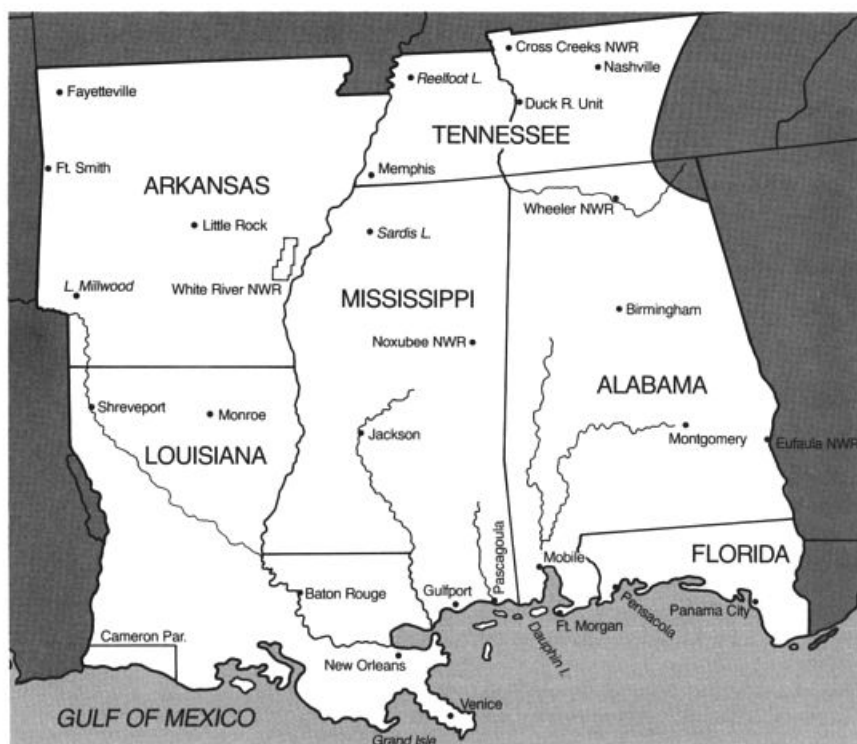 Cross Creeks NWR
Nashville
Reelfoot L.
Fayetteville
Duck R. Unit
TENNESSEE
Ft. Smith
Memphis
ARKANSAS
Wheeler NWR
Little Rock
Sardis L.
L. Millwood
White River NWR
MISSISSIPPI
Birmingham
Noxubee NWR
ALABAMA
Shreveport
Monroe
Jackson
Montgomery
Eufaula NWR
LOUISIANA
Mobile
FLORIDA
Pascagoula
Baton Rouge
Gulfport
Pensacola
Panama City
Ft. Morgan
Cameron Par.
Dauphin I.
New Orleans
Venice
GULF OF MEXICO
Grand Isle